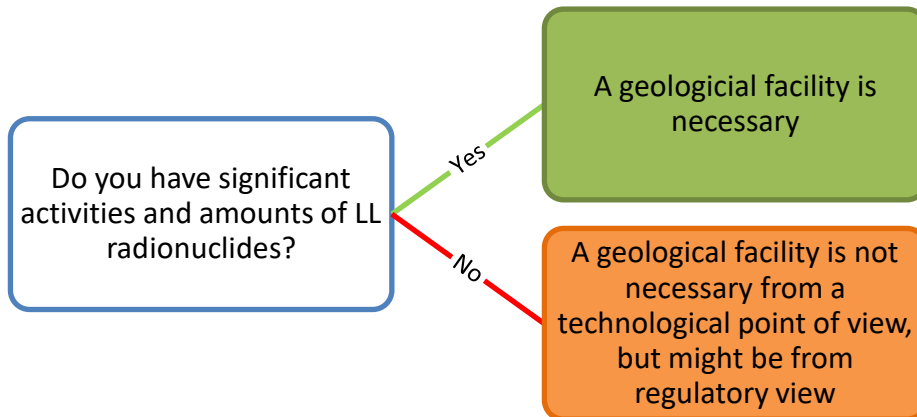 Do you have significant
activities and amounts of LL
radionuclides?
Yes
A geologicial facility is
necessary
No
A geological facility is not
necessary from a
technological point of view,
but might be from
regulatory view